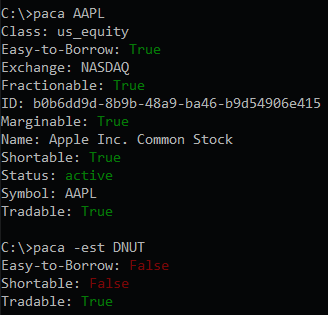 C:\>paca AAPL
Class: us_equity
Easy-to-Borrow: True
Exchange: NASDAQ
Fractionable: True
ID: b0b6dd9d-8b9b-48a9-ba46-b9d54906e415
Marginable: True
Name: Apple Inc. Common Stock
Shortable: True
Status: active
Symbol: AAPL
Tradable: True
C:\>paca -est DNUT
Easy-to-Borrow: False
Shortable: False
Tradable: True